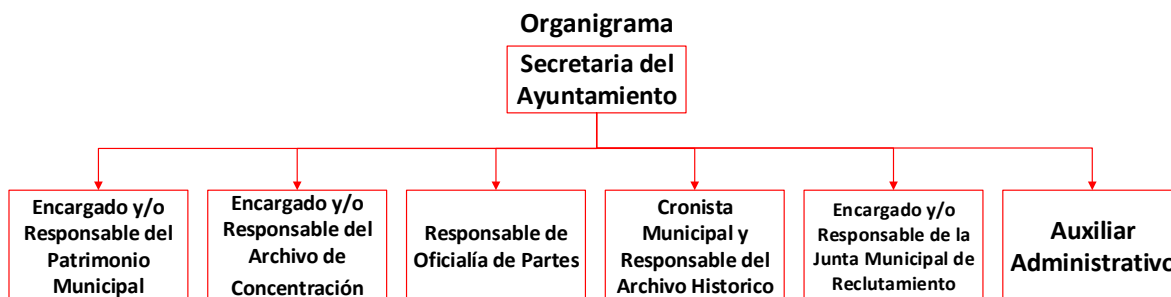 Organigrama
Secretaria del
Ayuntamiento
Encargado y/o
Responsable del
Patrimonio
Municipal
Encargado y/o
Responsable del
Archivo de
Concentración
Responsable de
Oficialía de Partes
Cronista
Municipal y
Responsable del
Archivo Historico
Encargado y/o
Responsable de la
Junta Municipal de
Reclutamiento
Auxiliar
Administrativo